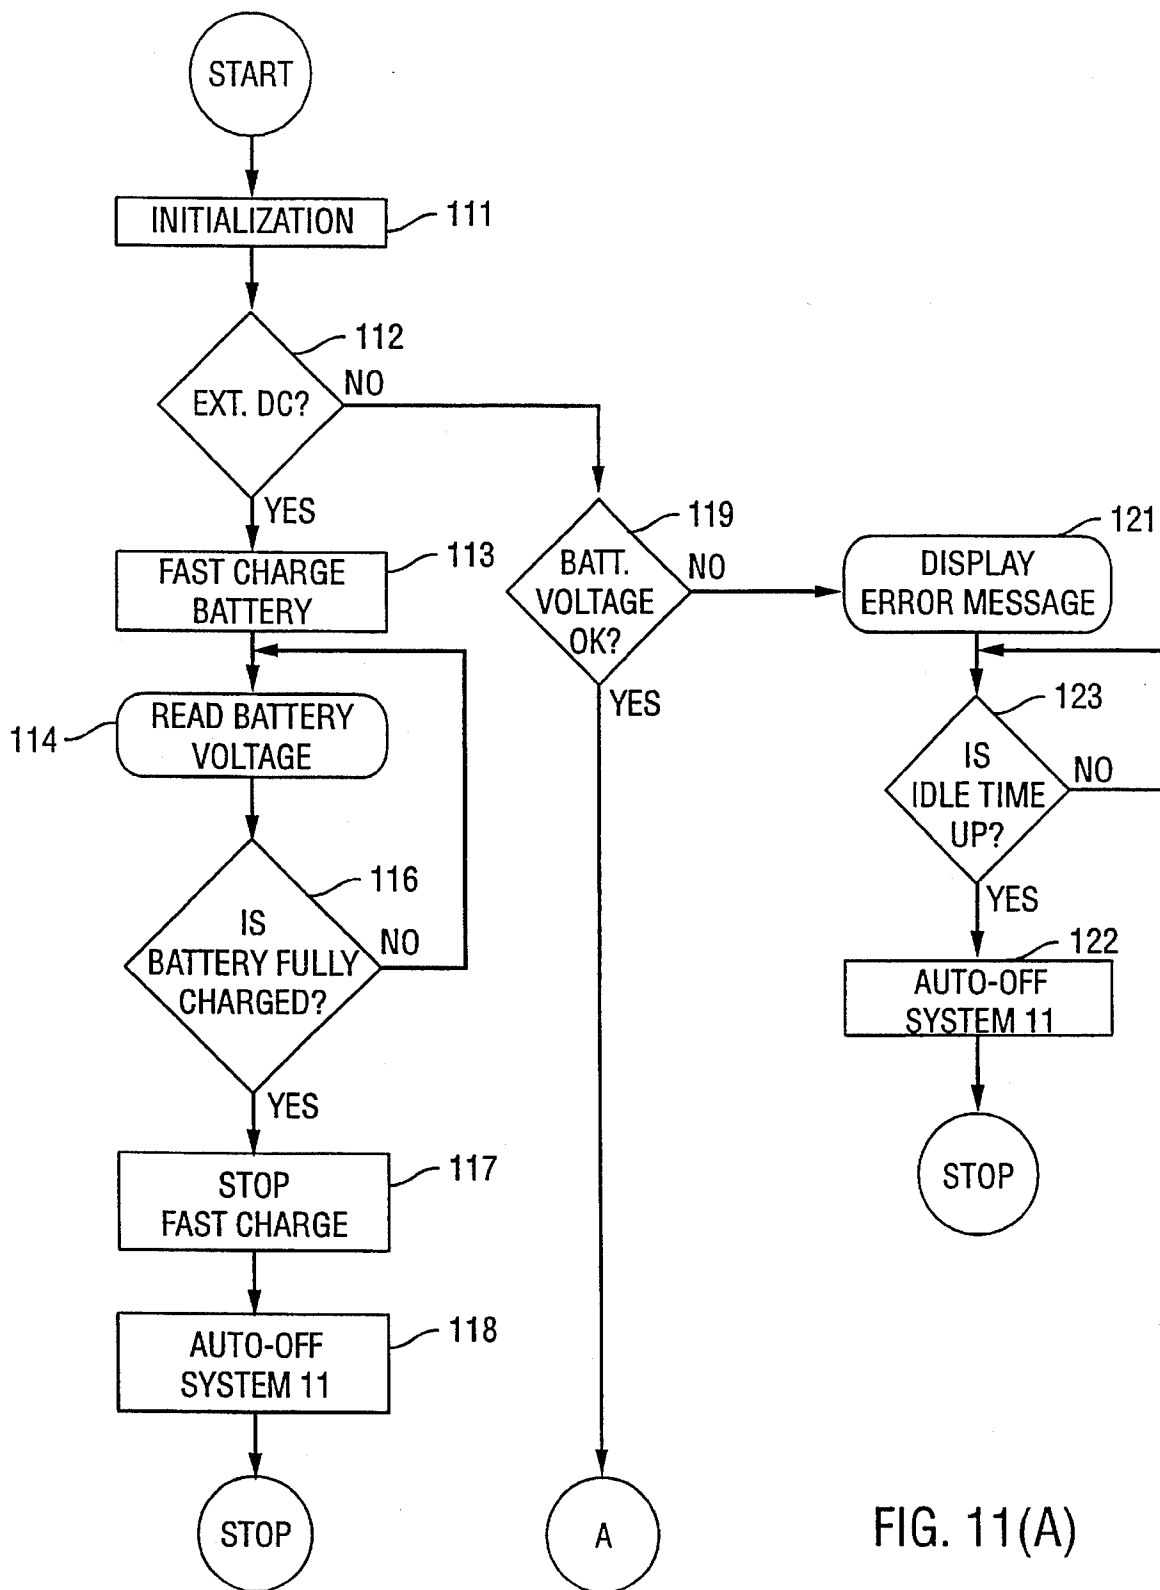 START
INITIALIZATION
111
112
EXT. DC?
NO
YES
FAST CHARGE
BATTERY
113
114
READ BATTERY
VOLTAGE
116
IS
BATTERY FULLY
CHARGED?
NO
YES
STOP
FAST CHARGE
117
AUTO-OFF
SYSTEM 11
118
STOP
119
BATT.
VOLTAGE
OK?
NO
YES
A
121
DISPLAY
ERROR MESSAGE
123
IS
IDLE TIME
UP?
NO
YES
122
AUTO-OFF
SYSTEM 11
STOP
FIG. 11(A)